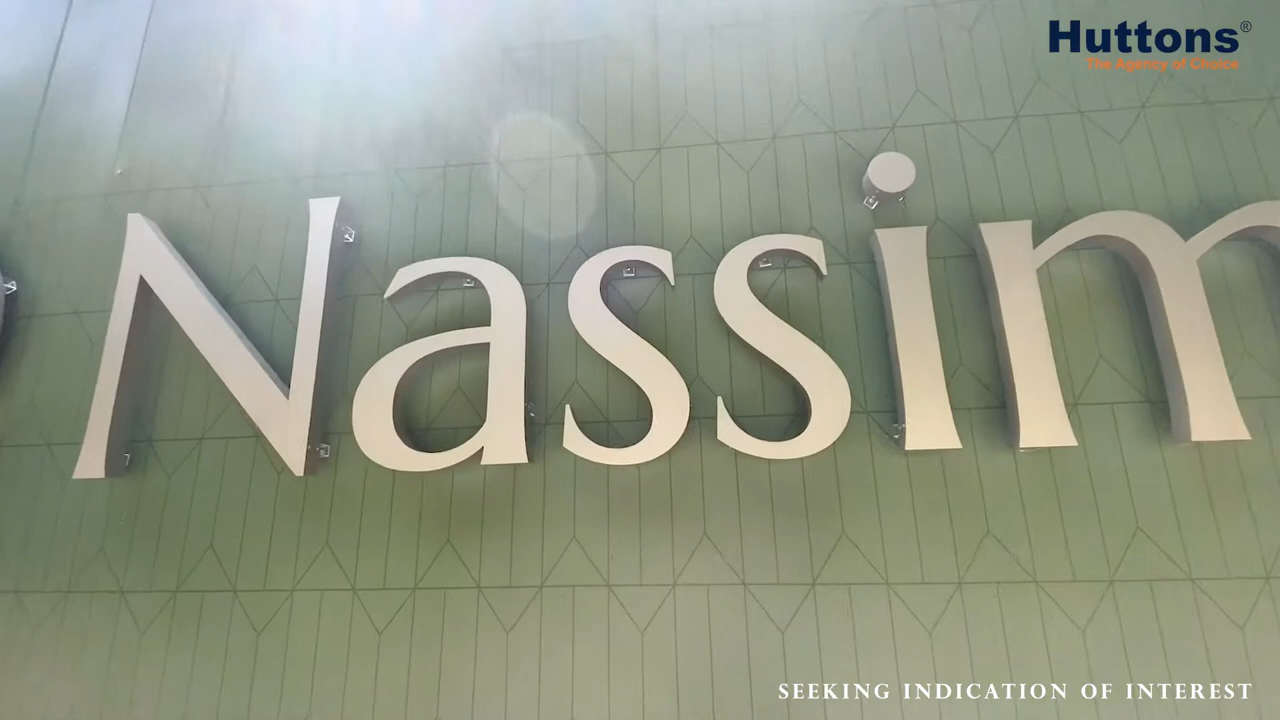 Huttons®
The Agency of Choice
Nassim
SEEKING INDICATION OF INTEREST